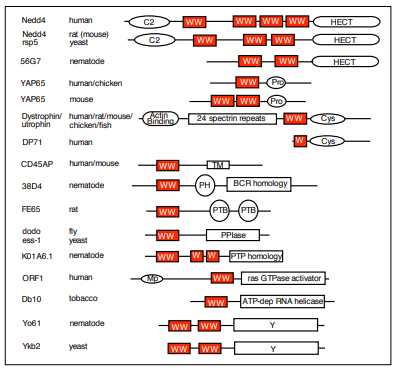 Nedd4 human C2 WW WW WW WW HECT
Nedd4 rat (mouse) C2 WW WW WW HECT
rsp5 yeast
56G7 nematode WW WW HECT
YAP65 human/chicken WW Pro
YAP65 mouse WW WW Pro
Dystrophin/ human/rat/mouse/ Actin 24 spectrin repeats WW Cys
utrophin chicken/fish Binding
DP71 human W Cys
CD45AP human/mouse WW TM
38D4 nematode WW PH BCR homology
FE65 rat WW PTB PTB
dodo fly WW PPIase
ess-1 yeast
K01A6.1 nematode WW W W PTP homology
ORF1 human Mp WW ras GTPase activator
Db10 tobacco WW ATP-dep RNA helicase
Yo61 nematode WW WW Y
Ykb2 yeast WW WW Y